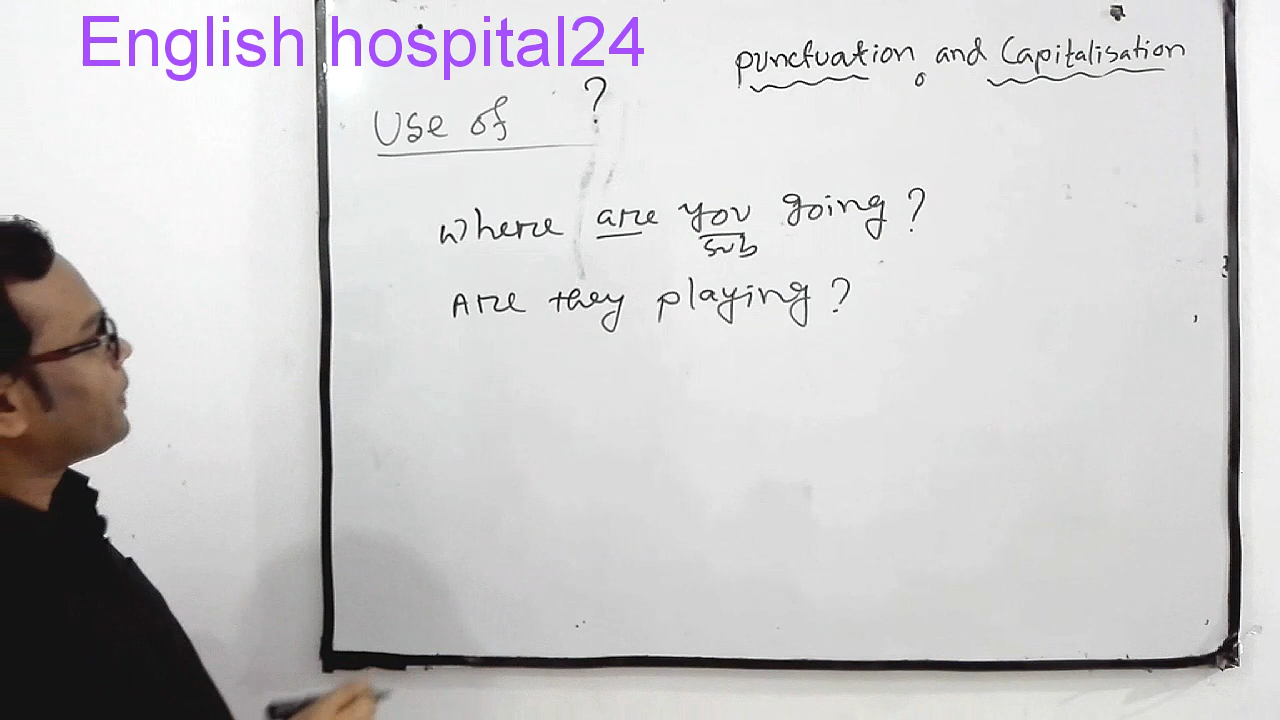 English hospital24
punctuation and Capitalisation
Use of ?
where are you going?
sub
Are they playing?